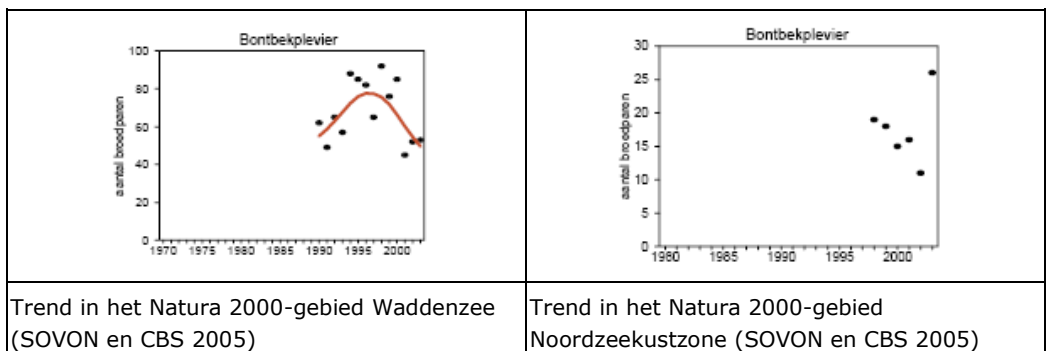 Bontbekplevier
100
80
60
40
20
0
aantal broedparen
1970 1975 1980 1985 1990 1995 2000
Bontbekplevier
30
25
20
15
10
5
0
aantal broedparen
1980 1985 1990 1995 2000
Trend in het Natura 2000-gebied Waddenzee
(SOVON en CBS 2005)
Trend in het Natura 2000-gebied
Noordzeekustzone (SOVON en CBS 2005)